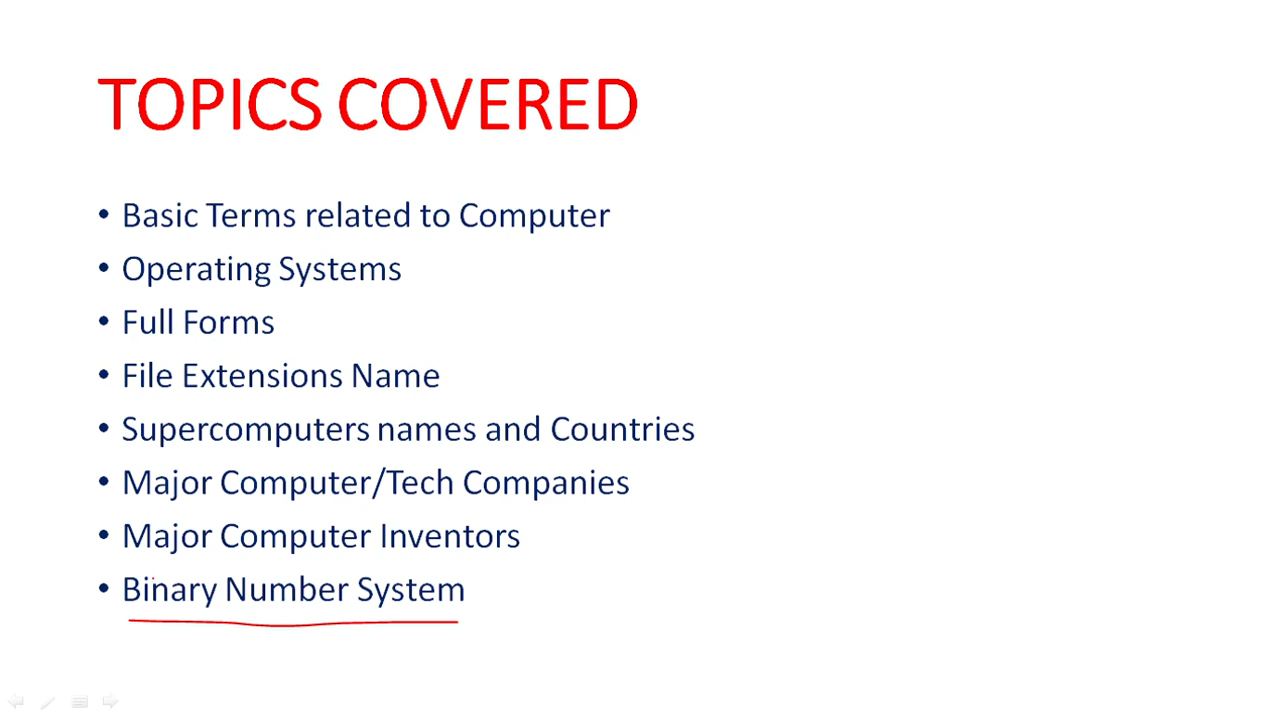 TOPICS COVERED
• Basic Terms related to Computer
• Operating Systems
• Full Forms
• File Extensions Name
• Supercomputers names and Countries
• Major Computer/Tech Companies
• Major Computer Inventors
• Binary Number System